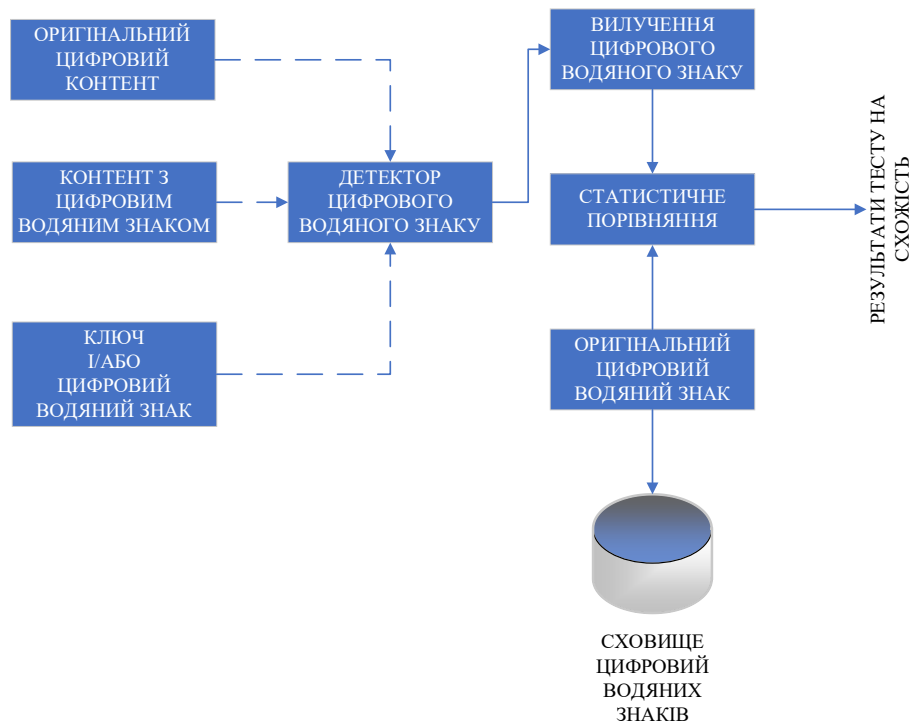 ОРИГІНАЛЬНИЙ
ЦИФРОВИЙ
КОНТЕНТ
ВИЛУЧЕННЯ
ЦИФРОВОГО
ВОДЯНОГО ЗНАКУ
КОНТЕНТ З
ЦИФРОВИМ
ВОДЯНИМ ЗНАКОМ
ДЕТЕКТОР
ЦИФРОВОГО
ВОДЯНОГО ЗНАКУ
СТАТИСТИЧНЕ
ПОРІВНЯННЯ
РЕЗУЛЬТАТИ ТЕСТУ НА
СХОЖІСТЬ
КЛЮЧ
І/АБО
ЦИФРОВИЙ
ВОДЯНИЙ ЗНАК
ОРИГІНАЛЬНИЙ
ЦИФРОВИЙ
ВОДЯНИЙ ЗНАК
СХОВИЩЕ
ЦИФРОВИЙ
ВОДЯНИХ
ЗНАКІВ